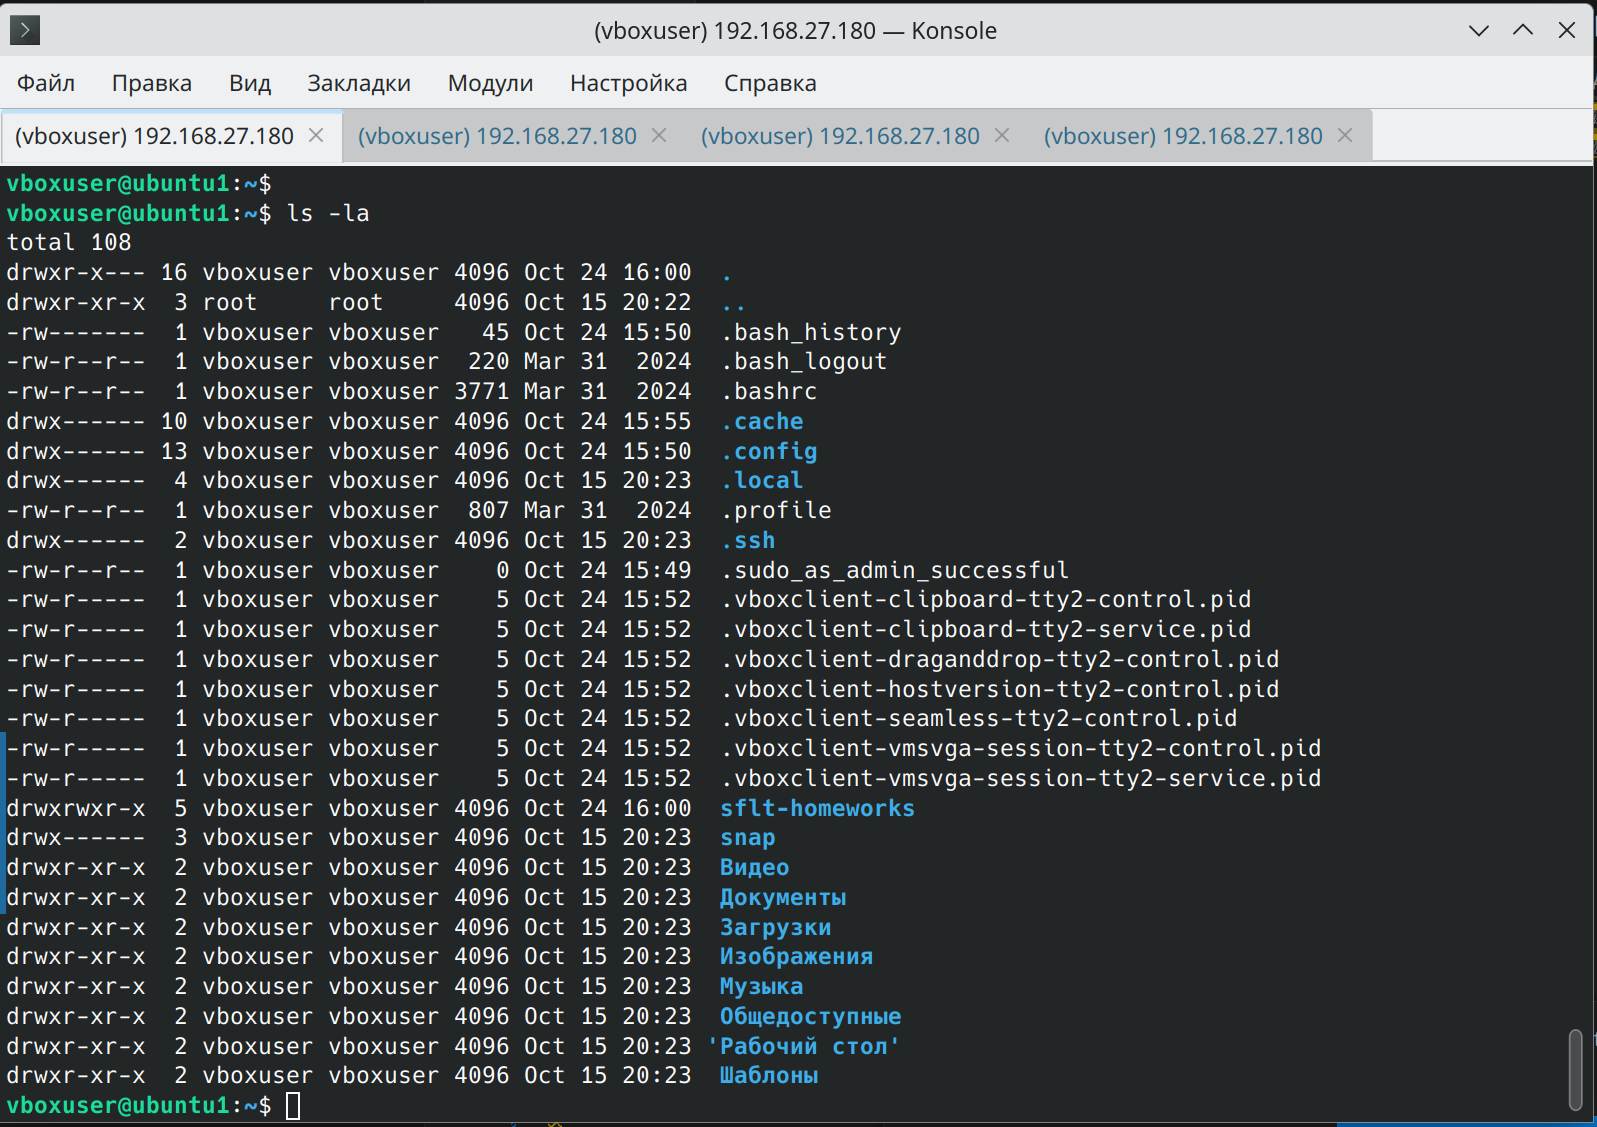 (vboxuser) 192.168.27.180 — Konsole
Файл Правка Вид Закладки Модули Настройка Справка
(vboxuser) 192.168.27.180 (vboxuser) 192.168.27.180 (vboxuser) 192.168.27.180 (vboxuser) 192.168.27.180
vboxuser@ubuntu1:~$
vboxuser@ubuntu1:~$ ls -la
total 108
drwxr-x--- 16 vboxuser vboxuser 4096 Oct 24 16:00  .
drwxr-xr-x  3 root     root     4096 Oct 15 20:22  ..
-rw-------  1 vboxuser vboxuser   45 Oct 24 15:50  .bash_history
-rw-r--r--  1 vboxuser vboxuser  220 Mar 31  2024  .bash_logout
-rw-r--r--  1 vboxuser vboxuser 3771 Mar 31  2024  .bashrc
drwx------ 10 vboxuser vboxuser 4096 Oct 24 15:55  .cache
drwx------ 13 vboxuser vboxuser 4096 Oct 24 15:50  .config
drwx------  4 vboxuser vboxuser 4096 Oct 15 20:23  .local
-rw-r--r--  1 vboxuser vboxuser  807 Mar 31  2024  .profile
drwx------  2 vboxuser vboxuser 4096 Oct 15 20:23  .ssh
-rw-r--r--  1 vboxuser vboxuser    0 Oct 24 15:49  .sudo_as_admin_successful
-rw-r-----  1 vboxuser vboxuser    5 Oct 24 15:52  .vboxclient-clipboard-tty2-control.pid
-rw-r-----  1 vboxuser vboxuser    5 Oct 24 15:52  .vboxclient-clipboard-tty2-service.pid
-rw-r-----  1 vboxuser vboxuser    5 Oct 24 15:52  .vboxclient-draganddrop-tty2-control.pid
-rw-r-----  1 vboxuser vboxuser    5 Oct 24 15:52  .vboxclient-hostversion-tty2-control.pid
-rw-r-----  1 vboxuser vboxuser    5 Oct 24 15:52  .vboxclient-seamless-tty2-control.pid
-rw-r-----  1 vboxuser vboxuser    5 Oct 24 15:52  .vboxclient-vmsvga-session-tty2-control.pid
-rw-r-----  1 vboxuser vboxuser    5 Oct 24 15:52  .vboxclient-vmsvga-session-tty2-service.pid
drwxrwxr-x  5 vboxuser vboxuser 4096 Oct 24 16:00  sflt-homeworks
drwx------  3 vboxuser vboxuser 4096 Oct 15 20:23  snap
drwxr-xr-x  2 vboxuser vboxuser 4096 Oct 15 20:23  Видео
drwxr-xr-x  2 vboxuser vboxuser 4096 Oct 15 20:23  Документы
drwxr-xr-x  2 vboxuser vboxuser 4096 Oct 15 20:23  Загрузки
drwxr-xr-x  2 vboxuser vboxuser 4096 Oct 15 20:23  Изображения
drwxr-xr-x  2 vboxuser vboxuser 4096 Oct 15 20:23  Музыка
drwxr-xr-x  2 vboxuser vboxuser 4096 Oct 15 20:23  Общедоступные
drwxr-xr-x  2 vboxuser vboxuser 4096 Oct 15 20:23 'Рабочий стол'
drwxr-xr-x  2 vboxuser vboxuser 4096 Oct 15 20:23  Шаблоны
vboxuser@ubuntu1:~$